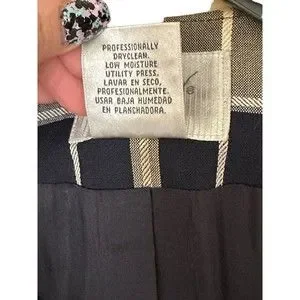 PROFESSIONALLY
DRYCLEAN.
LOW MOISTURE
UTILITY PRESS.
LAVAR EN SECO,
PROFESIONALMENTE.
USAR BAJA HUMEDAD
EN PLANCHADORA.